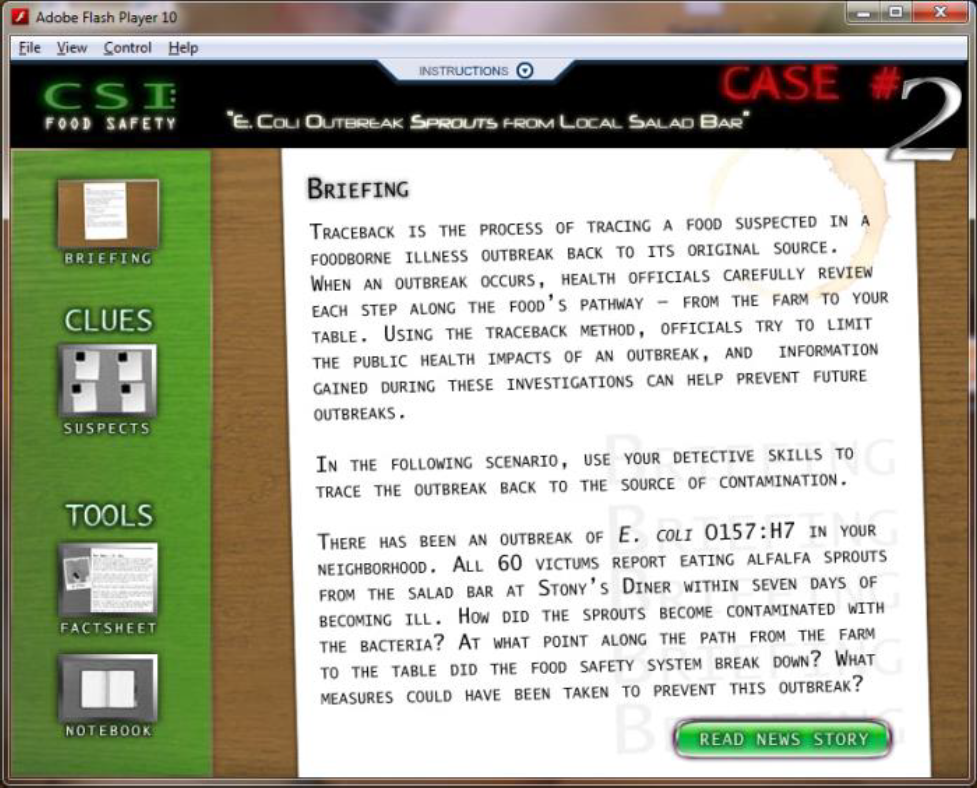 Adobe Flash Player 10
File View Control Help
INSTRUCTIONS
CSI:
FOOD SAFETY
"E. COLI OUTBREAK SPROUTS FROM LOCAL SALAD BAR"
CASE #2
BRIEFING
CLUES
SUSPECTS
TOOLS
FACTSHEET
NOTEBOOK
BRIEFING
TRACEBACK IS THE PROCESS OF TRACING A FOOD SUSPECTED IN A
FOODBORNE ILLNESS OUTBREAK BACK TO ITS ORIGINAL SOURCE.
WHEN AN OUTBREAK OCCURS, HEALTH OFFICIALS CAREFULLY REVIEW
EACH STEP ALONG THE FOOD'S PATHWAY – FROM THE FARM TO YOUR
TABLE. USING THE TRACEBACK METHOD, OFFICIALS TRY TO LIMIT
THE PUBLIC HEALTH IMPACTS OF AN OUTBREAK, AND INFORMATION
GAINED DURING THESE INVESTIGATIONS CAN HELP PREVENT FUTURE
OUTBREAKS.
IN THE FOLLOWING SCENARIO, USE YOUR DETECTIVE SKILLS TO
TRACE THE OUTBREAK BACK TO THE SOURCE OF CONTAMINATION.
THERE HAS BEEN AN OUTBREAK OF E. COLI O157:H7 IN YOUR
NEIGHBORHOOD. ALL 60 VICTUMS REPORT EATING ALFALFA SPROUTS
FROM THE SALAD BAR AT STONY'S DINER WITHIN SEVEN DAYS OF
BECOMING ILL. HOW DID THE SPROUTS BECOME CONTAMINATED WITH
THE BACTERIA? AT WHAT POINT ALONG THE PATH FROM THE FARM
TO THE TABLE DID THE FOOD SAFETY SYSTEM BREAK DOWN? WHAT
MEASURES COULD HAVE BEEN TAKEN TO PREVENT THIS OUTBREAK?
BRIEFING
BRIEFING
BRIEFING
BRIEFING
READ NEWS STORY